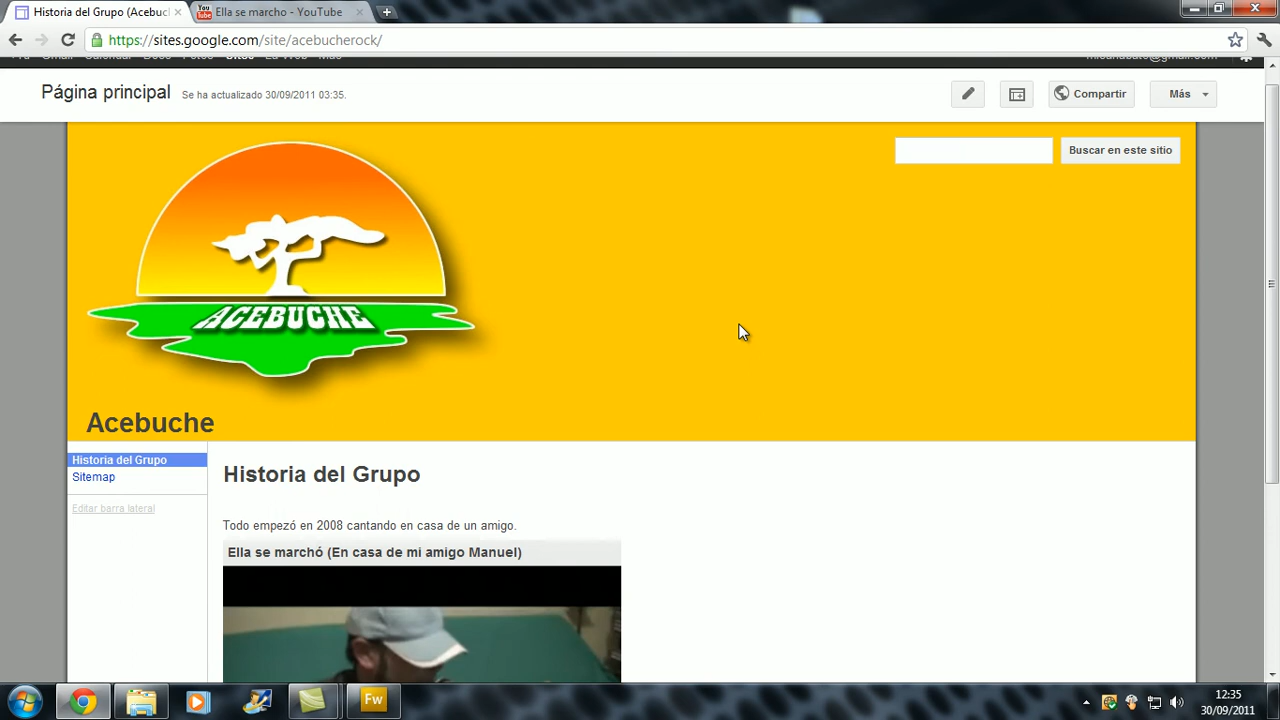 Historia del Grupo (Acebuc
Ella se marcho - YouTube
https://sites.google.com/site/acebucherock/
Sites
Página principal
Se ha actualizado 30/09/2011 03:35.
Compartir
Más
Buscar en este sitio
ACEBUCHE
Acebuche
Historia del Grupo
Sitemap
Editar barra lateral
Historia del Grupo
Todo empezó en 2008 cantando en casa de un amigo.
Ella se marchó (En casa de mi amigo Manuel)
Fw
12:35
30/09/2011